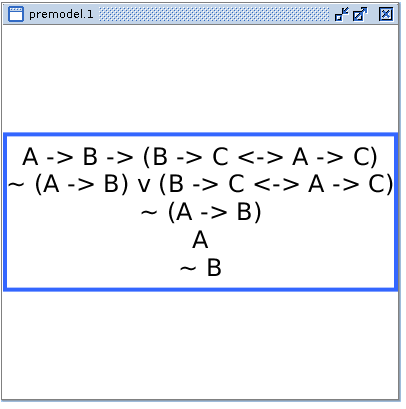 premodel.1
A -> B -> (B -> C <-> A -> C)
~ (A -> B) v (B -> C <-> A -> C)
~ (A -> B)
A
~ B